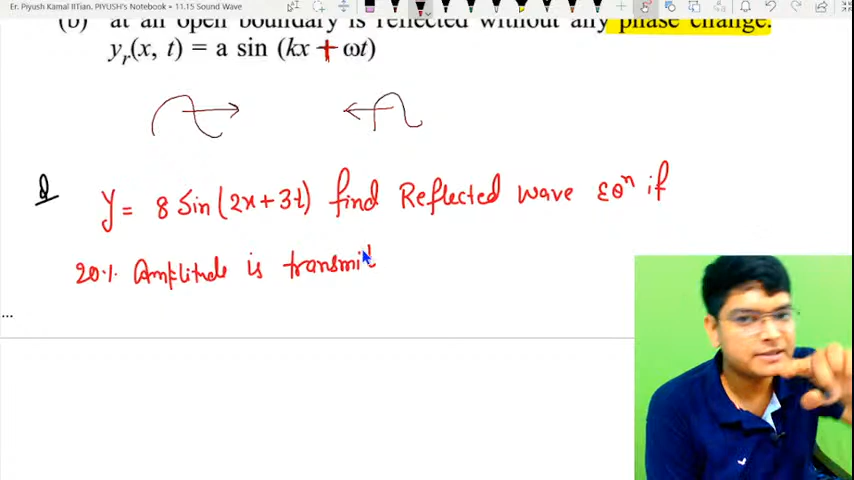 Er. Piyush Kamal IITian. PIYUSH's Notebook • 11.15 Sound Wave
(b) at an open boundary is reflected without any phase change.
yᵣ(x, t) = a sin (kx + ωt)
Q y = 8 Sin (2x + 3t) find Reflected wave εθⁿ if
20% Amplitude is transmit
...